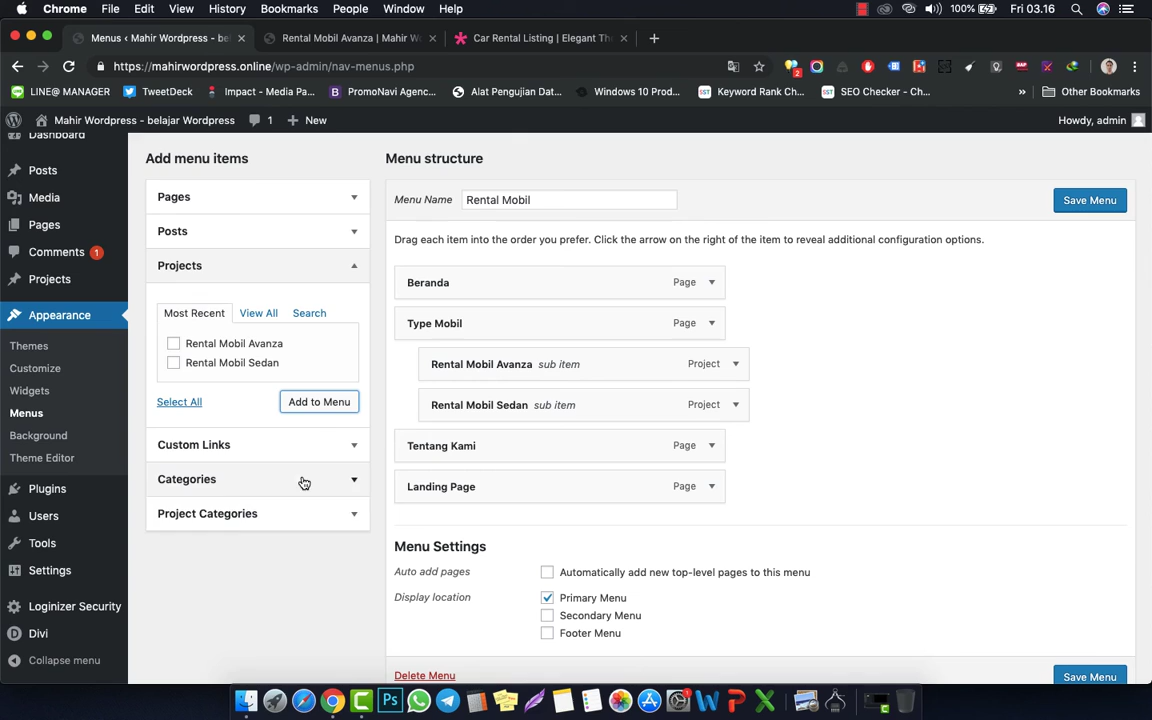 Chrome File Edit View History Bookmarks People Window Help 100% Fri 03.16
Menus ‹ Mahir Wordpress - be Rental Mobil Avanza | Mahir W Car Rental Listing | Elegant Th
https://mahirwordpress.online/wp-admin/nav-menus.php
LINE@ MANAGER TweetDeck Impact - Media Pa... PromoNavi Agenc... Alat Pengujian Dat... Windows 10 Prod... Keyword Rank Ch... SEO Checker - Ch... » Other Bookmarks
Mahir Wordpress - belajar Wordpress 1 New Howdy, admin
Dashboard
Posts
Media
Pages
Comments 1
Projects
Appearance
Themes
Customize
Widgets
Menus
Background
Theme Editor
Plugins
Users
Tools
Settings
Loginizer Security
Divi
Collapse menu
Add menu items
Pages
Posts
Projects
Most Recent View All Search
Rental Mobil Avanza
Rental Mobil Sedan
Select All Add to Menu
Custom Links
Categories
Project Categories
Menu structure
Menu Name Rental Mobil Save Menu
Drag each item into the order you prefer. Click the arrow on the right of the item to reveal additional configuration options.
Beranda Page
Type Mobil Page
Rental Mobil Avanza sub item Project
Rental Mobil Sedan sub item Project
Tentang Kami Page
Landing Page Page
Menu Settings
Auto add pages Automatically add new top-level pages to this menu
Display location Primary Menu
Secondary Menu
Footer Menu
Delete Menu Save Menu